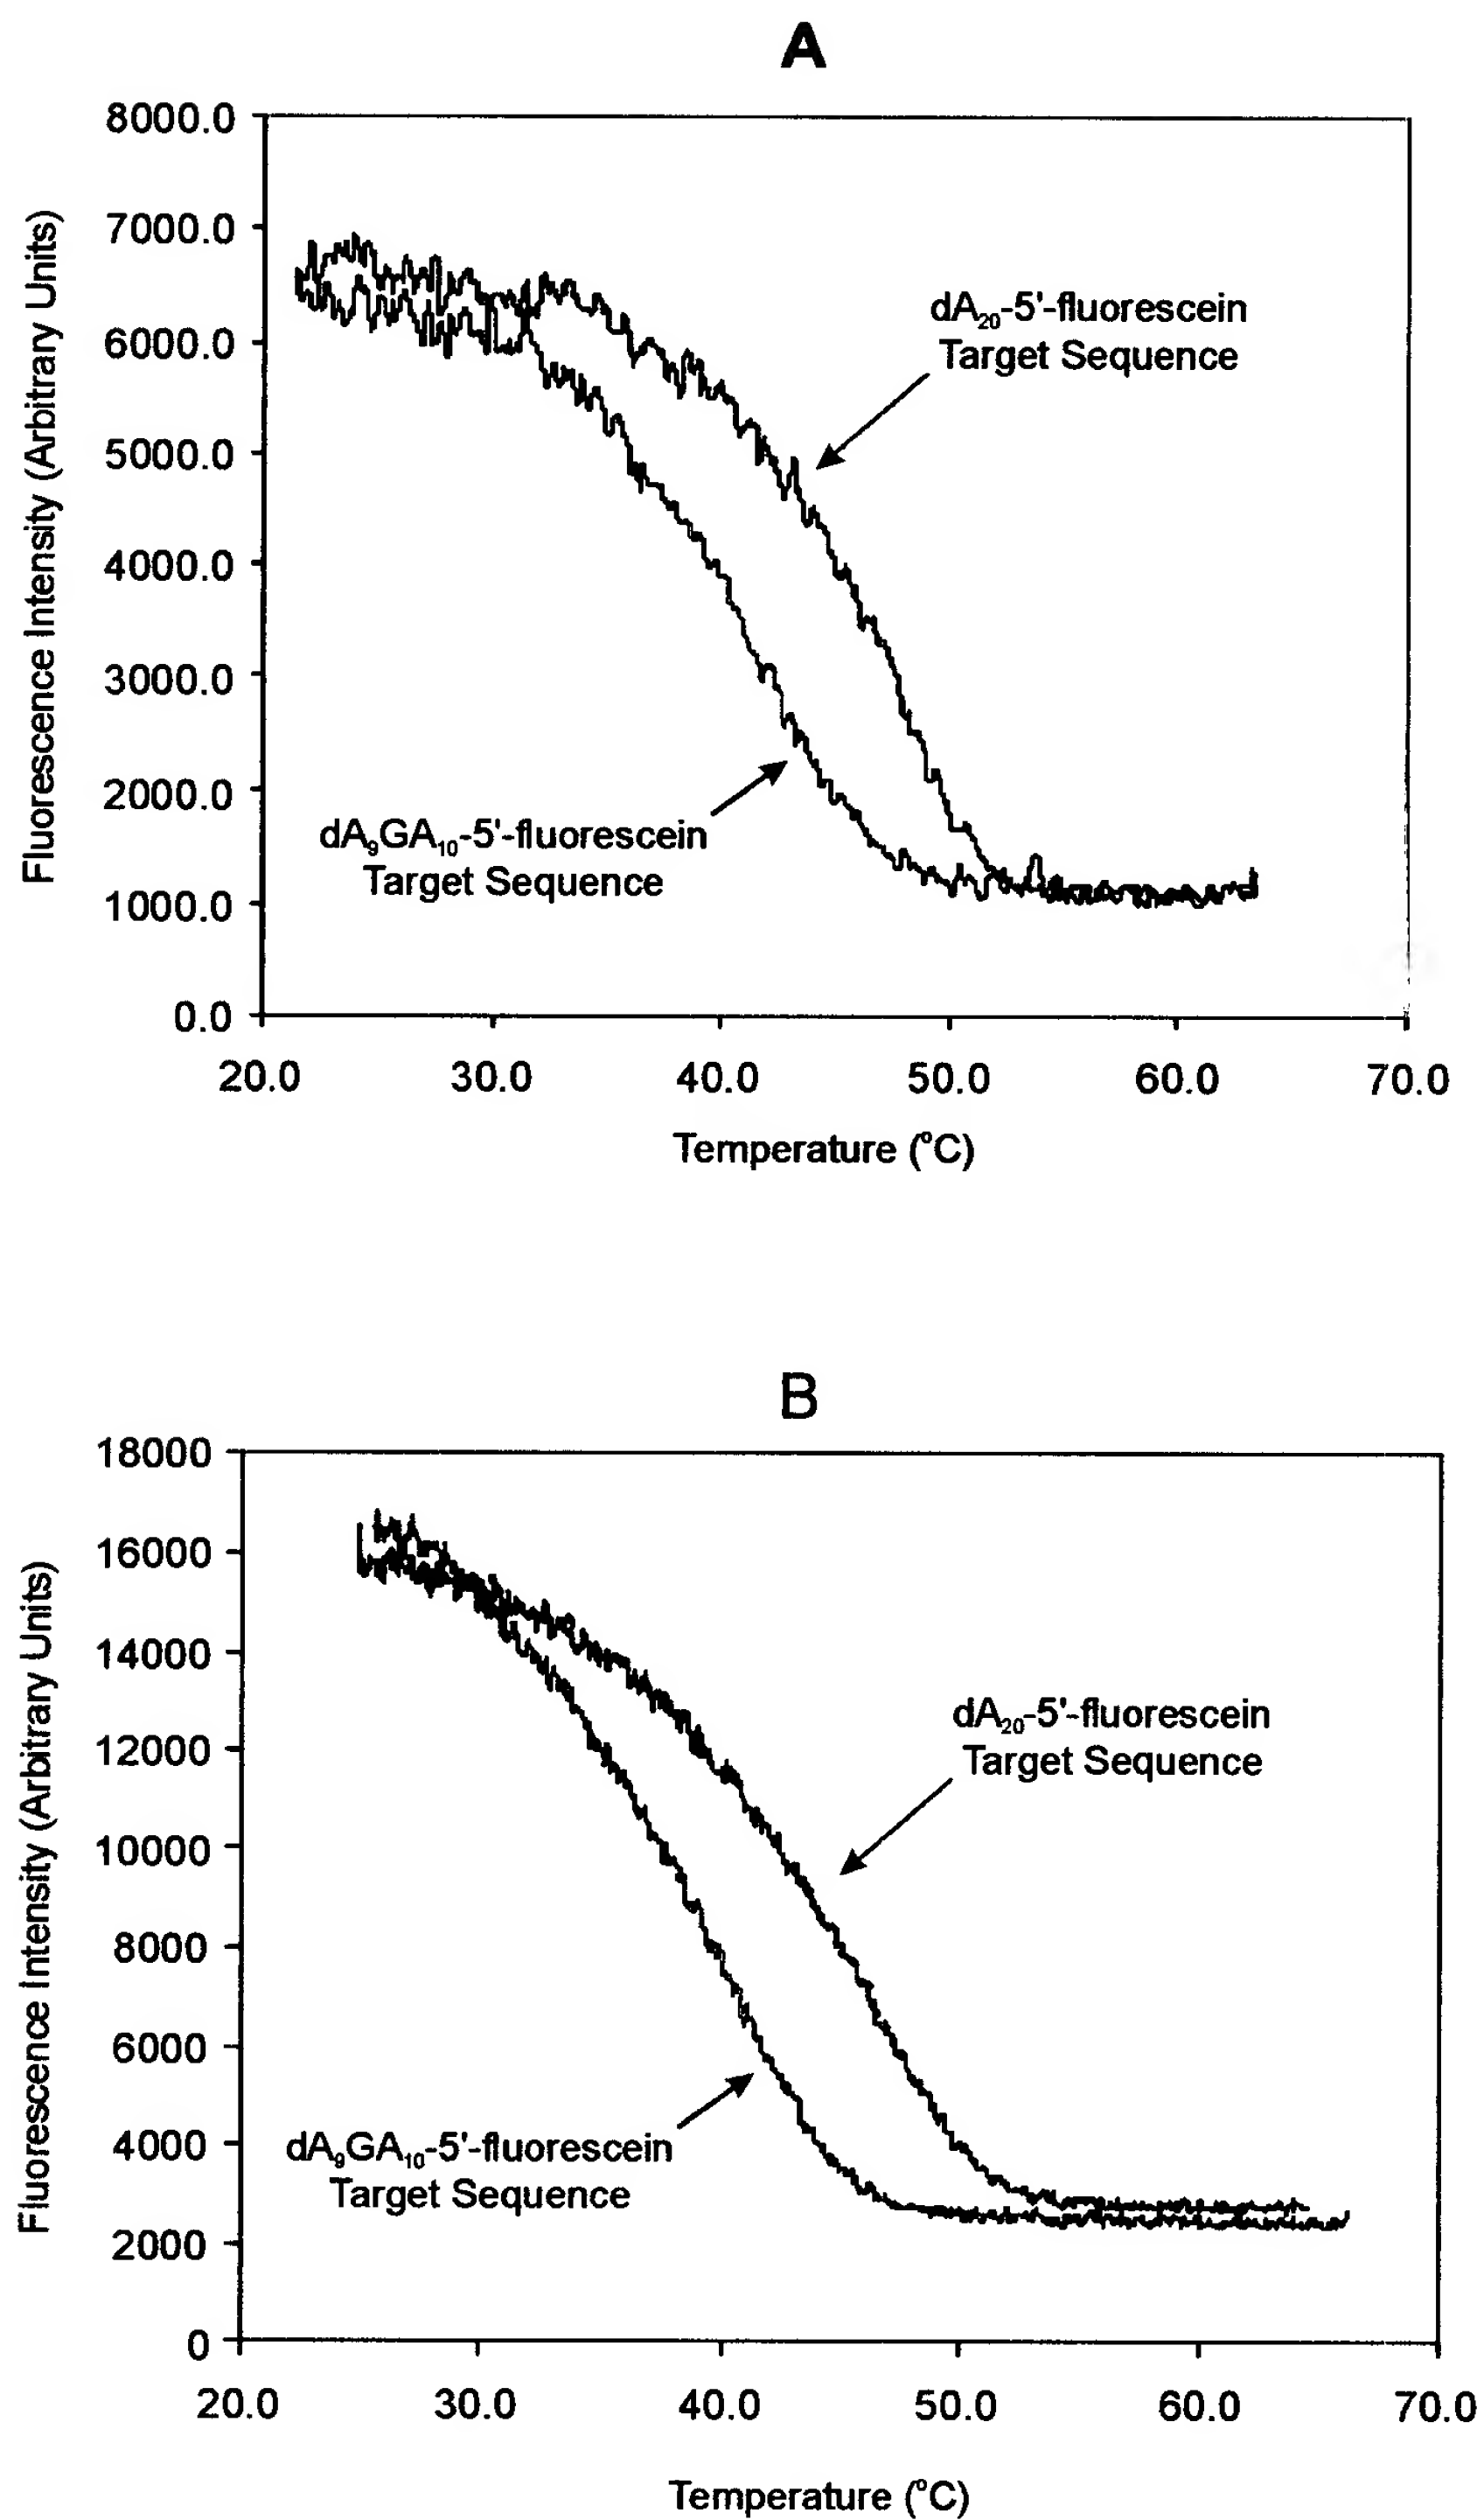 A
8000.0
7000.0
6000.0
5000.0
4000.0
3000.0
2000.0
1000.0
0.0
Fluorescence Intensity (Arbitrary Units)
dA₂₀-5'-fluorescein
Target Sequence
dA₉GA₁₀-5'-fluorescein
Target Sequence
20.0 30.0 40.0 50.0 60.0 70.0
Temperature (°C)
B
18000
16000
14000
12000
10000
8000
6000
4000
2000
0
Fluorescence Intensity (Arbitrary Units)
dA₂₀-5'-fluorescein
Target Sequence
dA₉GA₁₀-5'-fluorescein
Target Sequence
20.0 30.0 40.0 50.0 60.0 70.0
Temperature (°C)